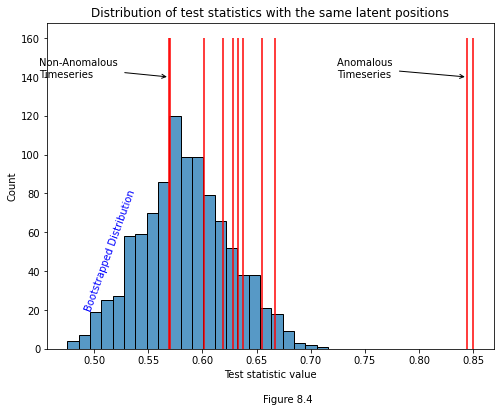 Distribution of test statistics with the same latent positions
160
140
120
100
80
60
40
20
0
Count
Non-Anomalous
Timeseries
Anomalous
Timeseries
Bootstrapped Distribution
0.50 0.55 0.60 0.65 0.70 0.75 0.80 0.85
Test statistic value
Figure 8.4